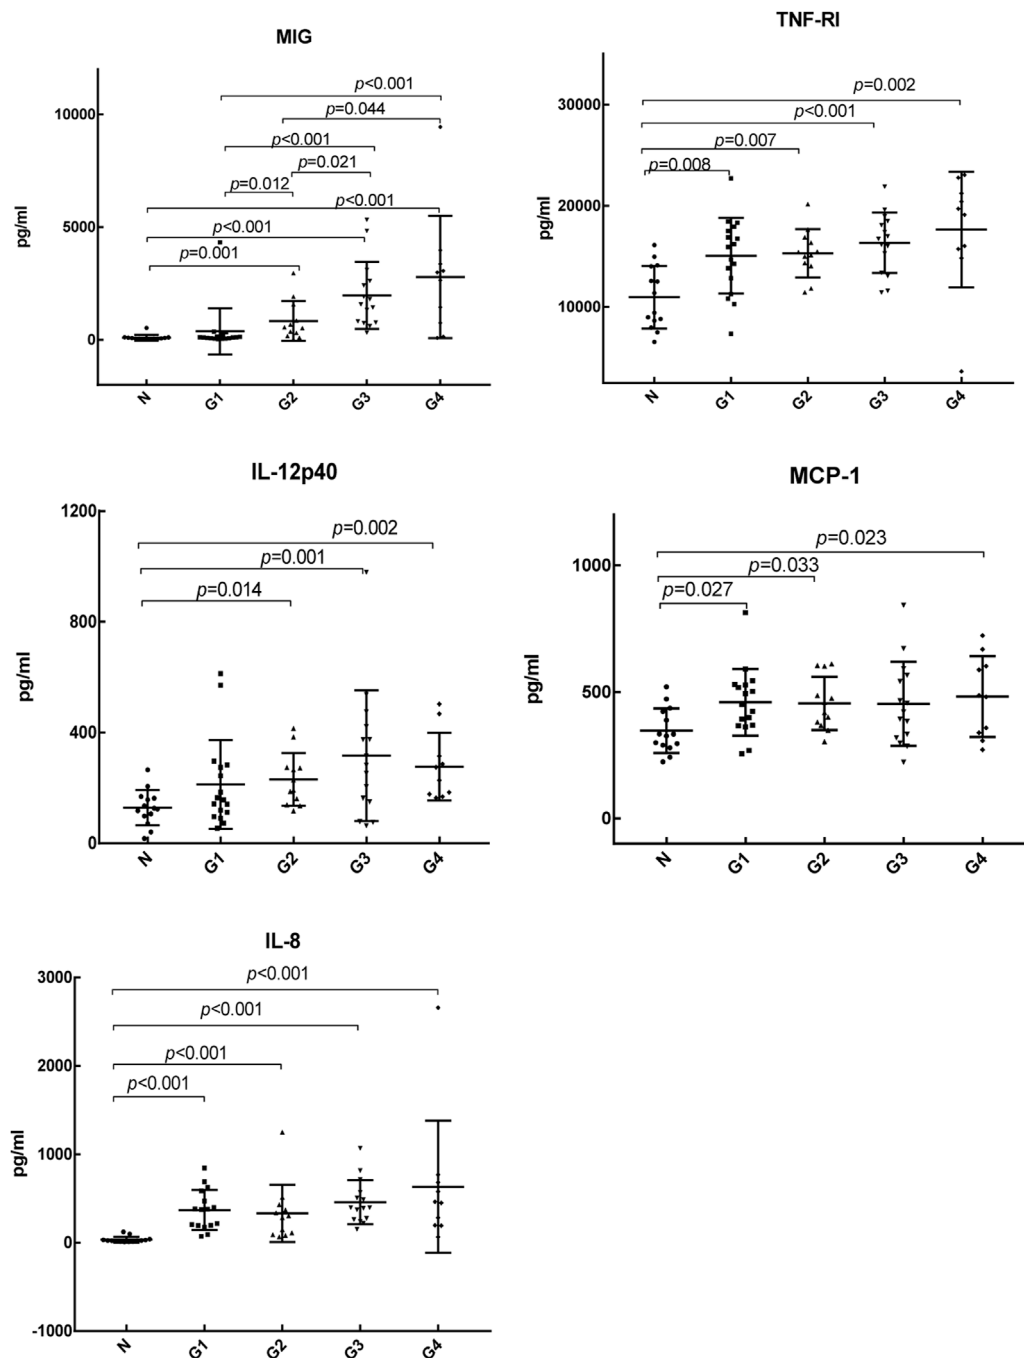 MIG
p<0.001
10000
p=0.044
p<0.001
p=0.021
p=0.012
p<0.001
5000
p<0.001
p=0.001
0
pg/ml
N G1 G2 G3 G4
TNF-RI
30000
p=0.002
p<0.001
p=0.007
p=0.008
20000
10000
pg/ml
N G1 G2 G3 G4
IL-12p40
1200
p=0.002
p=0.001
p=0.014
800
400
0
pg/ml
N G1 G2 G3 G4
MCP-1
1000
p=0.023
p=0.033
p=0.027
500
0
pg/ml
N G1 G2 G3 G4
IL-8
3000
p<0.001
p<0.001
p<0.001
p<0.001
2000
1000
0
-1000
pg/ml
N G1 G2 G3 G4